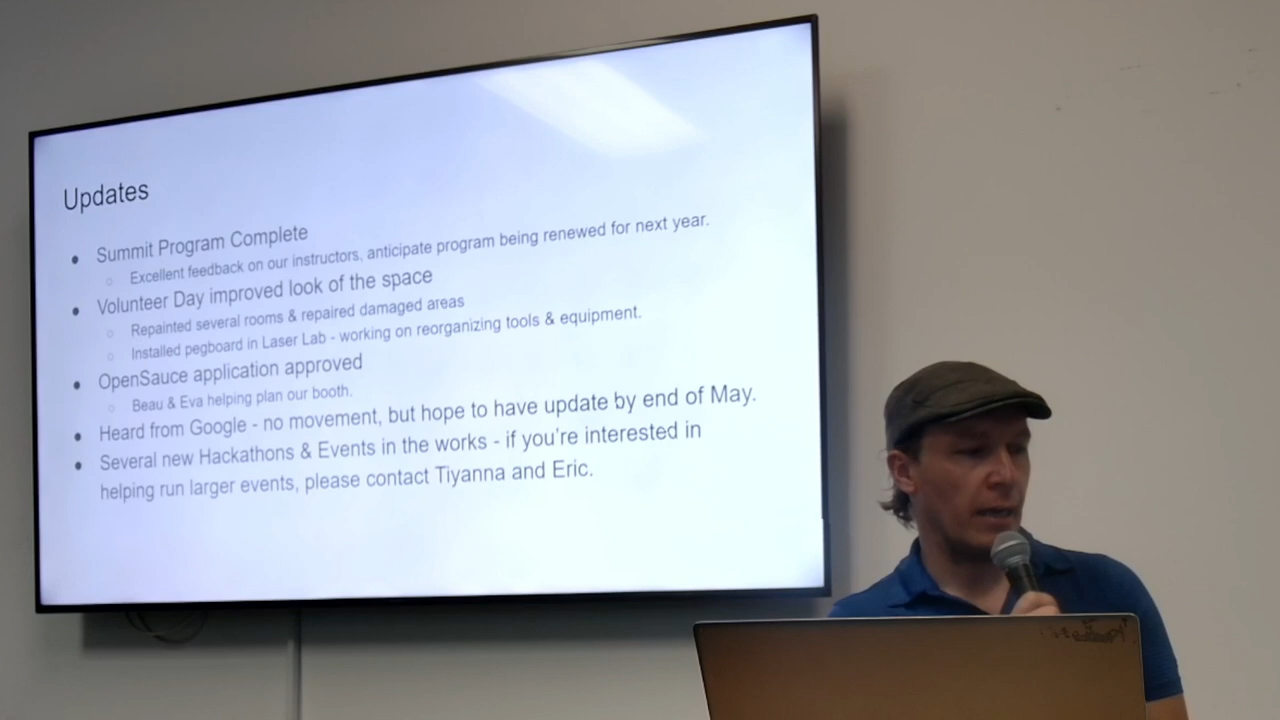 Updates
● Summit Program Complete
○ Excellent feedback on our instructors, anticipate program being renewed for next year.
● Volunteer Day improved look of the space
○ Repainted several rooms & repaired damaged areas
○ Installed pegboard in Laser Lab - working on reorganizing tools & equipment.
● OpenSauce application approved
○ Beau & Eva helping plan our booth.
● Heard from Google - no movement, but hope to have update by end of May.
● Several new Hackathons & Events in the works - if you're interested in
helping run larger events, please contact Tiyanna and Eric.